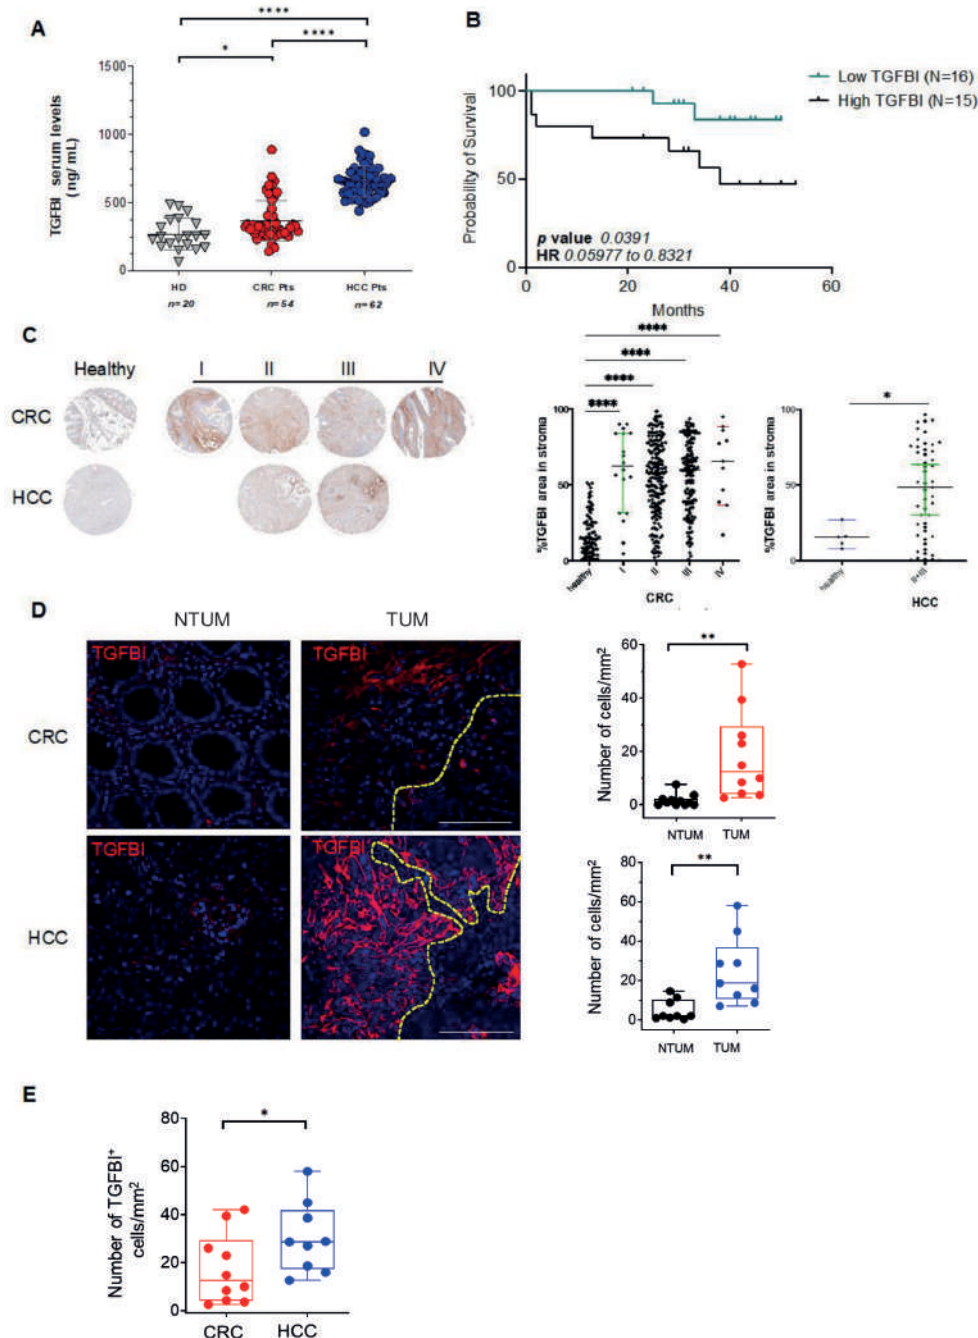 A
****
*
****
TGFBI serum levels
(ng/ mL)
1500
1000
500
0
HD
CRC Pts
HCC Pts
n=20
n=54
n=62
B
Low TGFBI (N=16)
High TGFBI (N=15)
Probability of Survival
100
50
0
p value 0.0391
HR 0.05977 to 0.8321
0
20
40
60
Months
C
Healthy
I
II
III
IV
CRC
HCC
****
****
****
****
%TGFBI area in stroma
100
50
0
healthy
I
II
III
IV
CRC
*
%TGFBI area in stroma
100
50
0
healthy
II+III
HCC
D
NTUM
TUM
CRC
TGFBI
TGFBI
HCC
TGFBI
TGFBI
**
Number of cells/mm²
60
40
20
0
NTUM
TUM
**
Number of cells/mm²
80
60
40
20
0
NTUM
TUM
E
*
Number of TGFBI⁺
cells/mm²
80
60
40
20
0
CRC
HCC